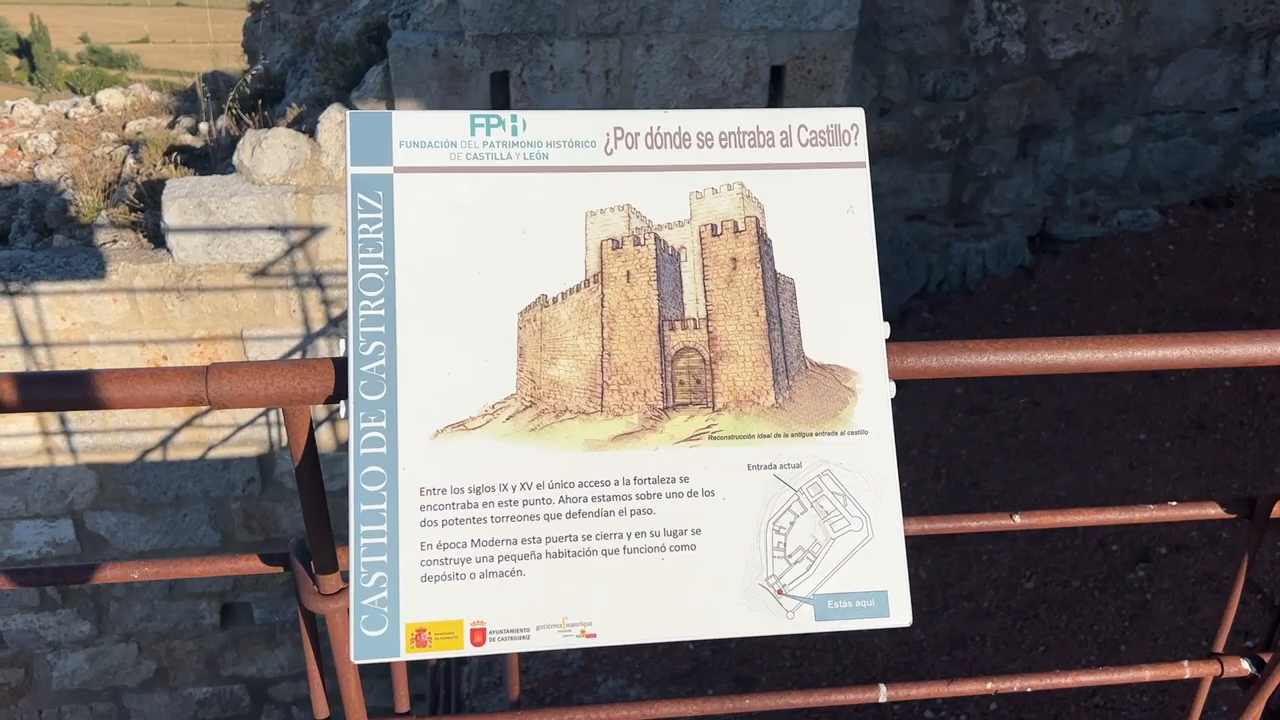 FPH
FUNDACIÓN DEL PATRIMONIO HISTÓRICO
DE CASTILLA Y LEÓN
¿Por dónde se entraba al Castillo?
CASTILLO DE CASTROJERIZ
Reconstrucción ideal de la antigua entrada al castillo
Entre los siglos IX y XV el único acceso a la fortaleza se
encontraba en este punto. Ahora estamos sobre uno de los
dos potentes torreones que defendían el paso.
En época Moderna esta puerta se cierra y en su lugar se
construye una pequeña habitación que funcionó como
depósito o almacén.
Entrada actual
Estás aquí
AYUNTAMIENTO
DE CASTROJERIZ
gutiérrez manrique